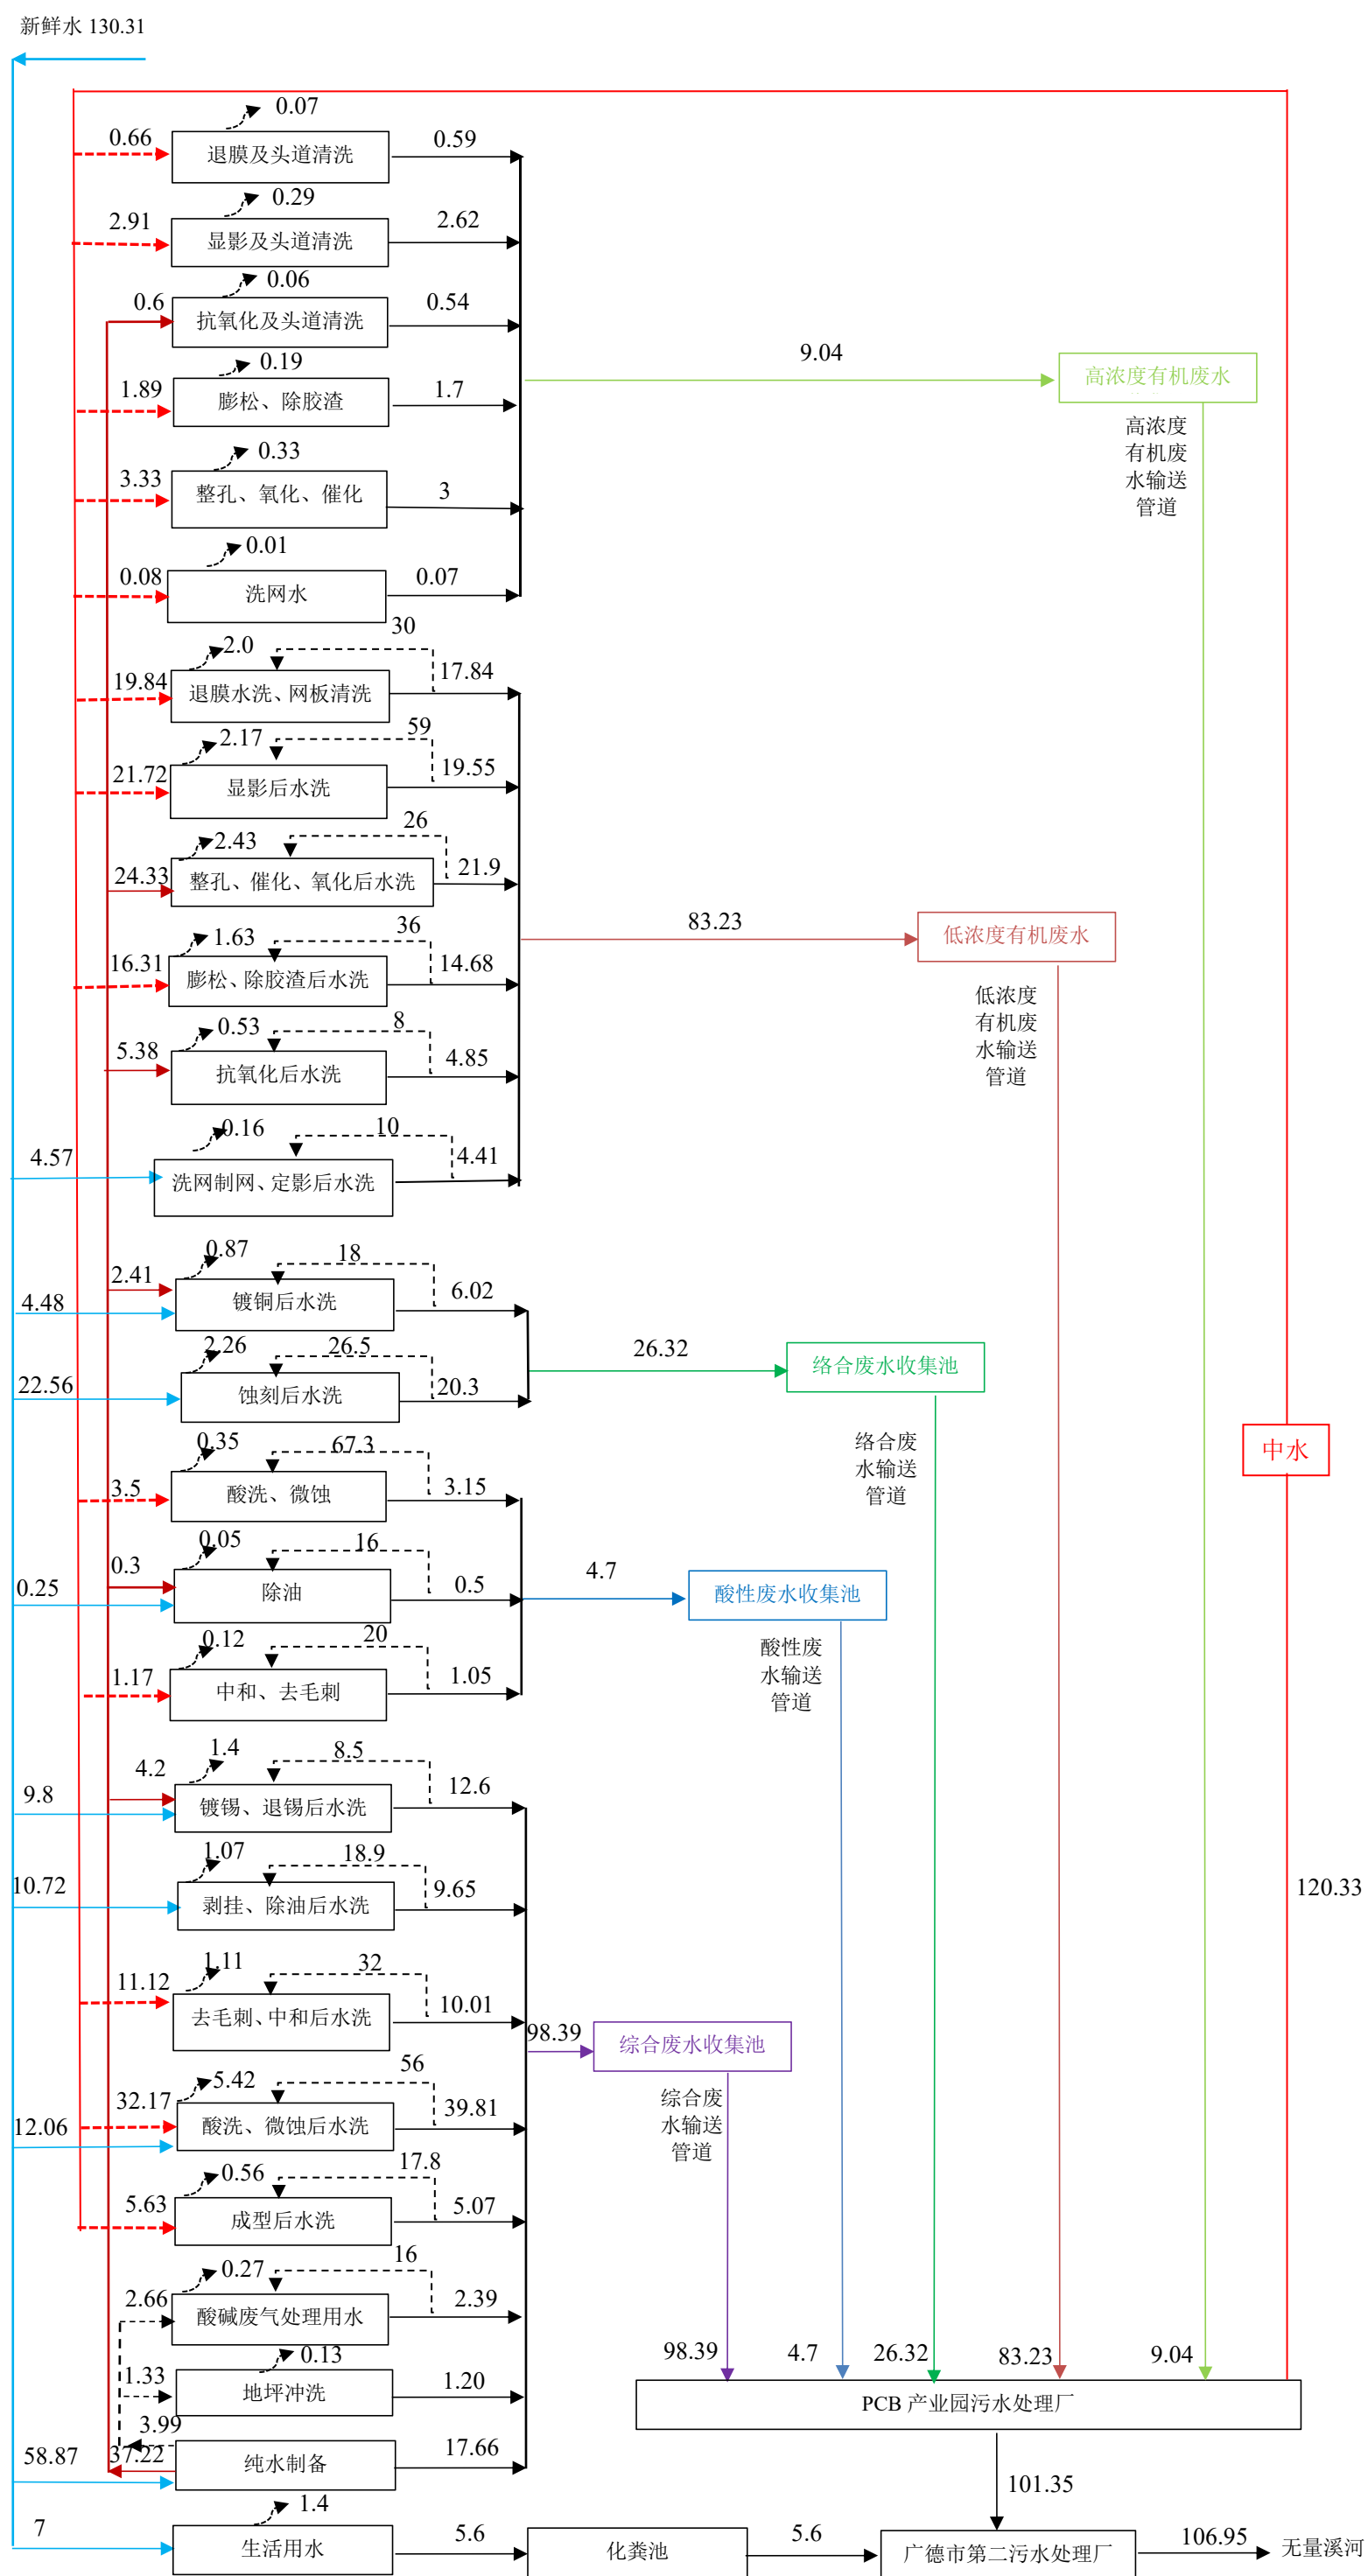 新鲜水 130.31
0.07
0.66
退膜及头道清洗
0.59
0.29
2.91
显影及头道清洗
2.62
0.06
0.6
抗氧化及头道清洗
0.54
0.19
1.89
膨松、除胶渣
1.7
9.04
高浓度有机废水
高浓度
有机废
水输送
管道
0.33
3.33
整孔、氧化、催化
3
0.01
0.08
洗网水
0.07
30
2.0
19.84
退膜水洗、网板清洗
17.84
59
2.17
21.72
显影后水洗
19.55
26
2.43
24.33
整孔、催化、氧化后水洗
21.9
36
1.63
16.31
膨松、除胶渣后水洗
14.68
83.23
低浓度有机废水
低浓度
有机废
水输送
管道
8
0.53
5.38
抗氧化后水洗
4.85
10
0.16
4.57
洗网制网、定影后水洗
4.41
0.87
18
2.41
4.48
镀铜后水洗
6.02
2.26
26.5
22.56
蚀刻后水洗
20.3
26.32
络合废水收集池
络合废
水输送
管道
中水
0.35
67.3
3.5
酸洗、微蚀
3.15
0.05
16
0.3
0.25
除油
0.5
4.7
酸性废水收集池
酸性废
水输送
管道
0.12
20
1.17
中和、去毛刺
1.05
1.4
8.5
4.2
9.8
镀锡、退锡后水洗
12.6
1.07
18.9
10.72
剥挂、除油后水洗
9.65
120.33
1.11
32
11.12
去毛刺、中和后水洗
10.01
98.39
综合废水收集池
综合废
水输送
管道
5.42
56
32.17
12.06
酸洗、微蚀后水洗
39.81
0.56
17.8
5.63
成型后水洗
5.07
0.27
16
2.66
酸碱废气处理用水
2.39
0.13
1.33
地坪冲洗
1.20
98.39
4.7
26.32
83.23
9.04
PCB 产业园污水处理厂
3.99
58.87
37.22
纯水制备
17.66
101.35
1.4
7
生活用水
5.6
化粪池
5.6
广德市第二污水处理厂
106.95
无量溪河